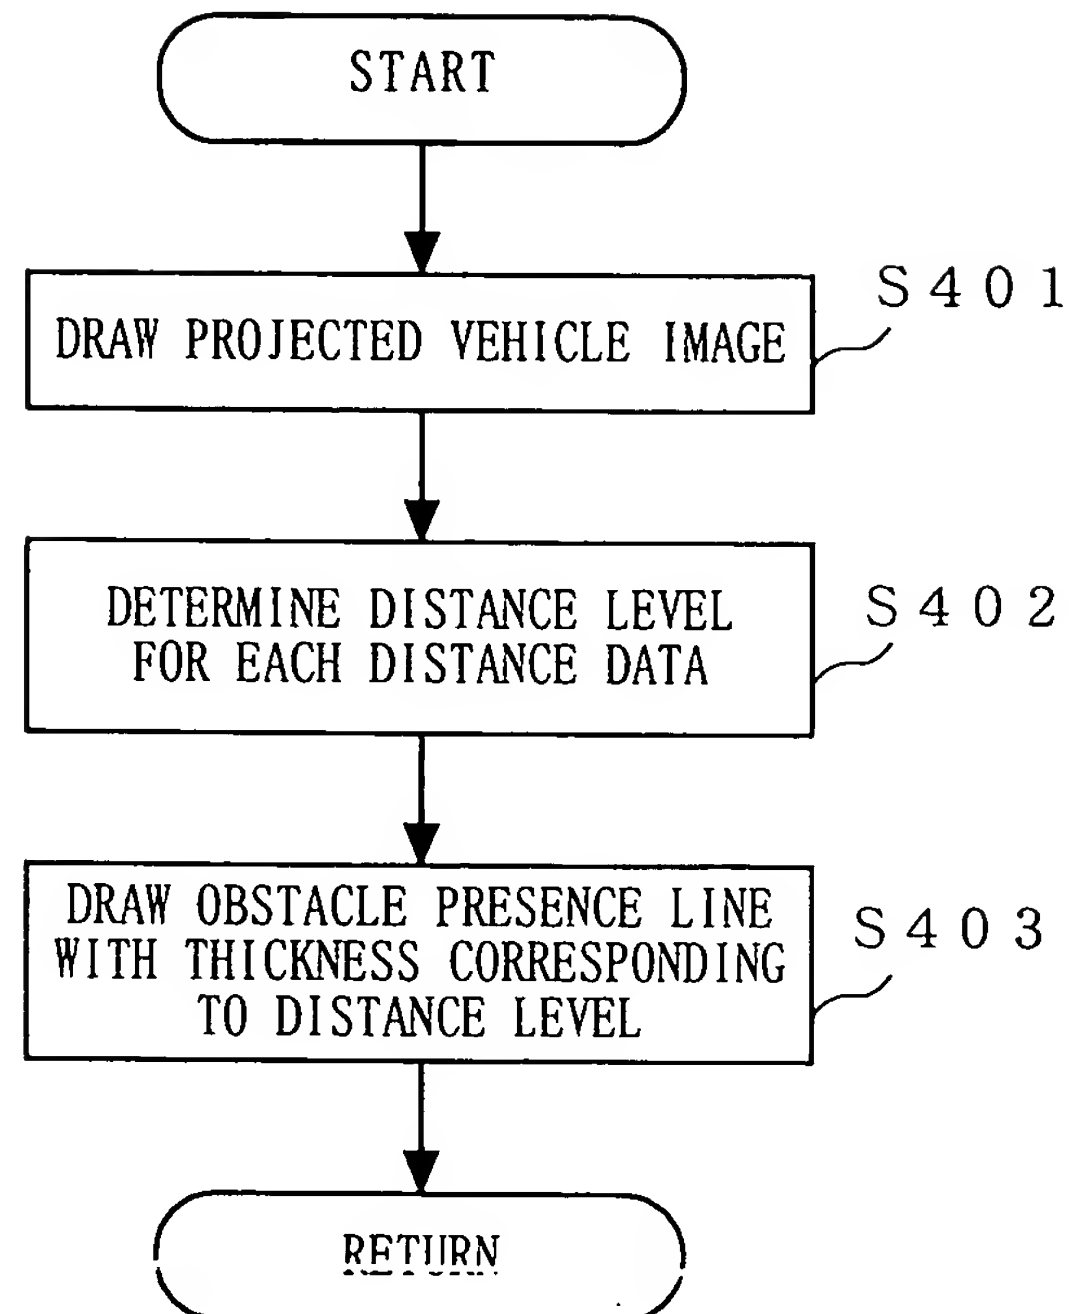 START
DRAW PROJECTED VEHICLE IMAGE
S401
DETERMINE DISTANCE LEVEL
FOR EACH DISTANCE DATA
S402
DRAW OBSTACLE PRESENCE LINE
WITH THICKNESS CORRESPONDING
TO DISTANCE LEVEL
S403
RETURN